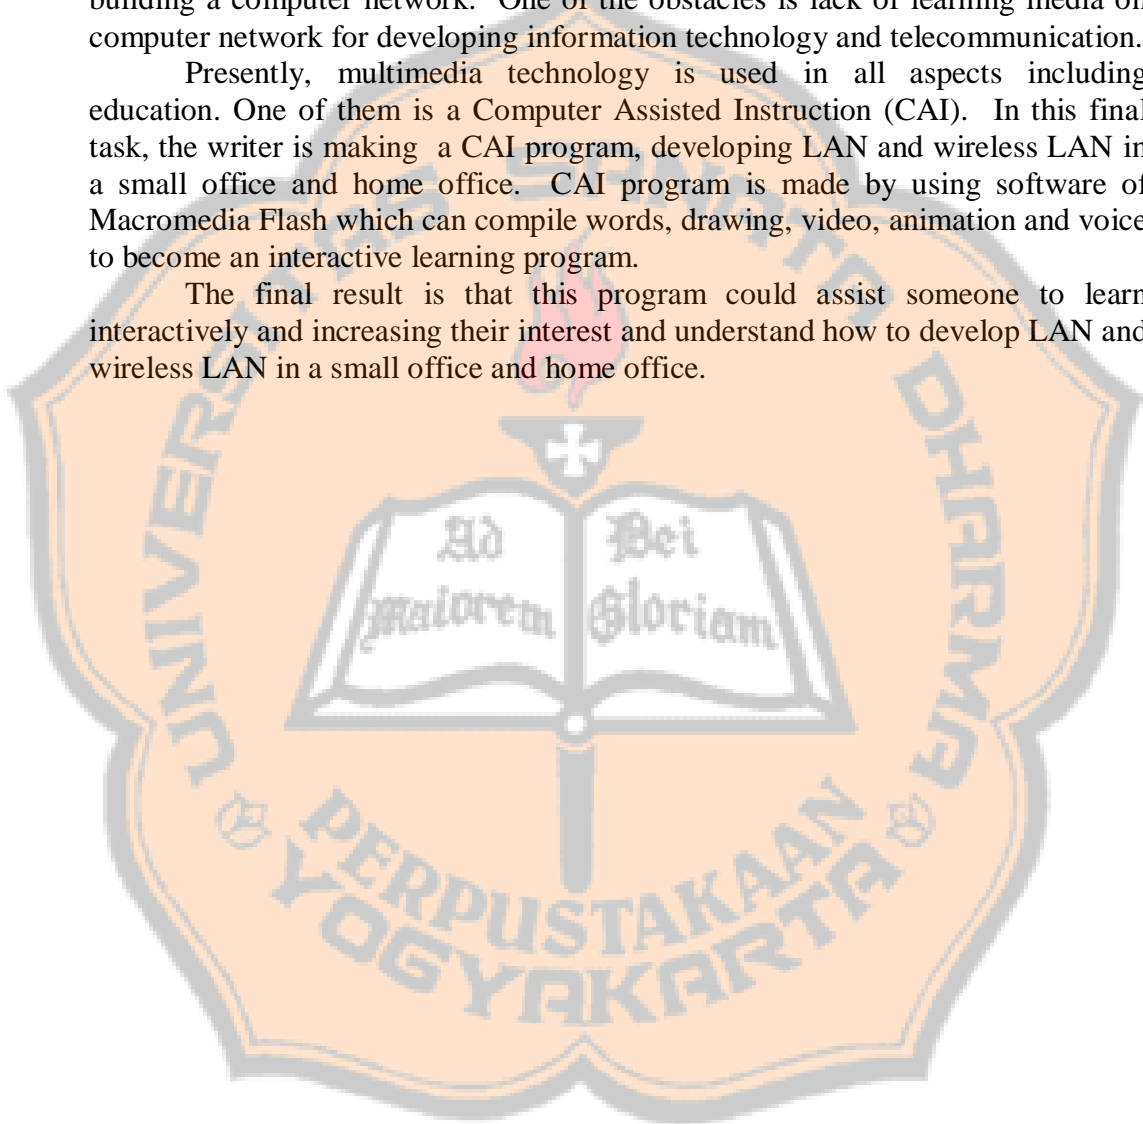 building a computer network. One of the obstacles is lack of learning media on
computer network for developing information technology and telecommunication.
Presently, multimedia technology is used in all aspects including
education. One of them is a Computer Assisted Instruction (CAI). In this final
task, the writer is making a CAI program, developing LAN and wireless LAN in
a small office and home office. CAI program is made by using software of
Macromedia Flash which can compile words, drawing, video, animation and voice
to become an interactive learning program.
The final result is that this program could assist someone to learn
interactively and increasing their interest and understand how to develop LAN and
wireless LAN in a small office and home office.
UNIVERSITAS SANATA DHARMA
Ad Dei
Maiorem Gloriam
PERPUSTAKAAN
YOGYAKARTA